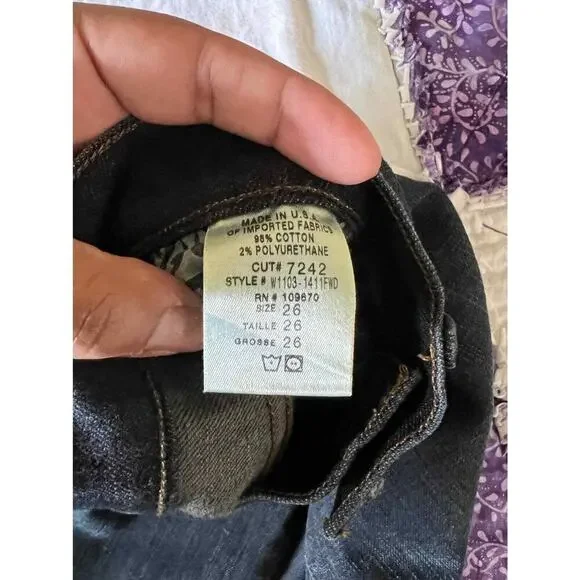 MADE IN U.S.A.
OF IMPORTED FABRICS
98% COTTON
2% POLYURETHANE
CUT# 7242
STYLE # W1103-1411FWD
RN # 109670
SIZE 26
TAILLE 26
GROSSE 26